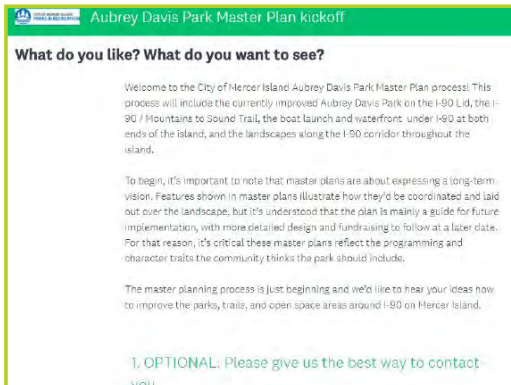 CITY OF MERCER ISLAND
PARKS & RECREATION
Aubrey Davis Park Master Plan kickoff
What do you like? What do you want to see?
Welcome to the City of Mercer Island Aubrey Davis Park Master Plan process! This
process will include the currently improved Aubrey Davis Park on the I-90 Lid, the I-
90 / Mountains to Sound Trail, the boat launch and waterfront under I-90 at both
ends of the island, and the landscapes along the I-90 corridor throughout the
island.
To begin, it's important to note that master plans are about expressing a long-term
vision. Features shown in master plans illustrate how they'd be coordinated and laid
out over the landscape, but it's understood that the plan is mainly a guide for future
implementation, with more detailed design and fundraising to follow at a later date.
For that reason, it's critical these master plans reflect the programming and
character traits the community thinks the park should include.
The master planning process is just beginning and we'd like to hear your ideas how
to improve the parks, trails, and open space areas around I-90 on Mercer Island.
1. OPTIONAL: Please give us the best way to contact
you